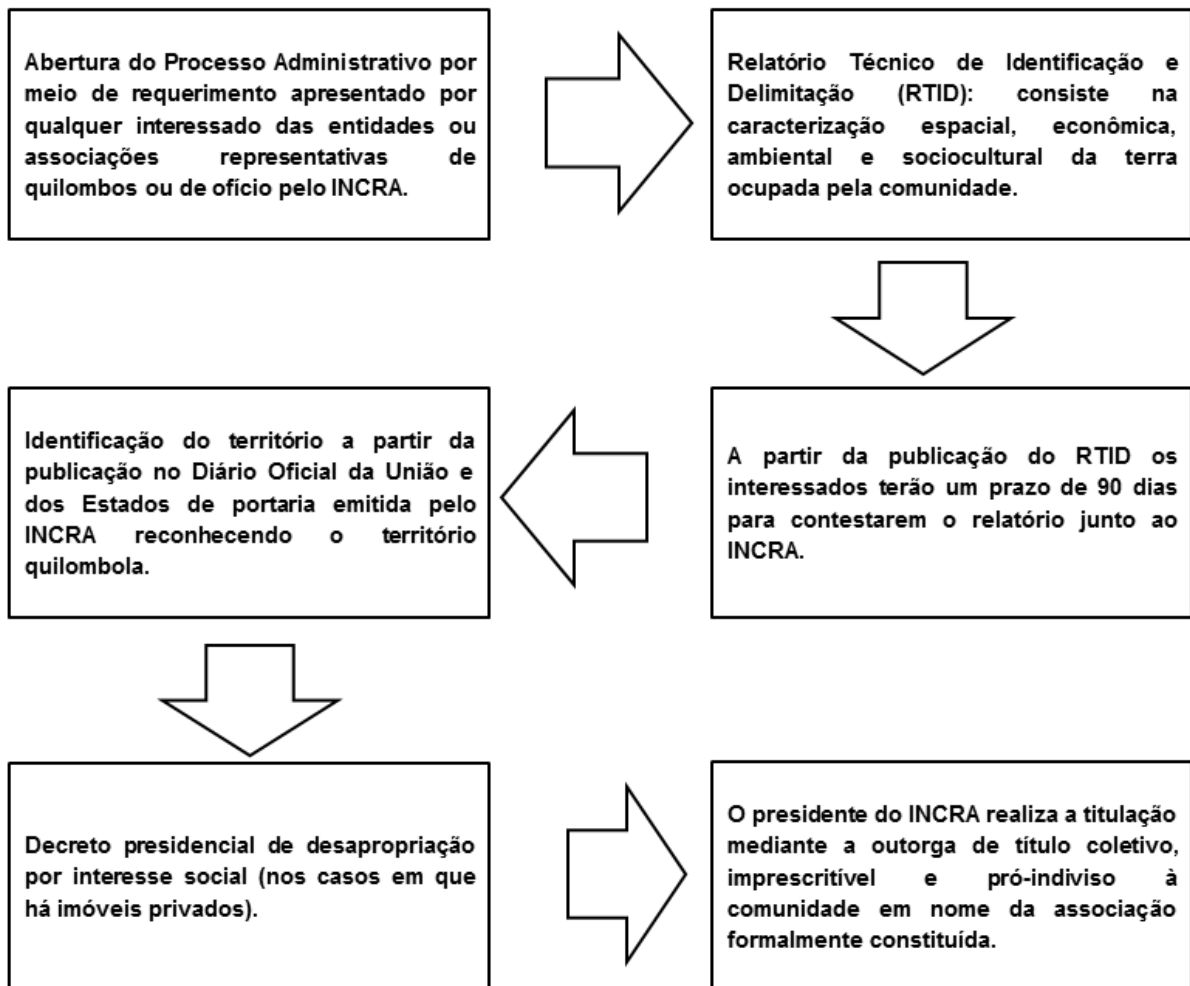 Abertura do Processo Administrativo por
meio de requerimento apresentado por
qualquer interessado das entidades ou
associações representativas de
quilombos ou de ofício pelo INCRA.
Relatório Técnico de Identificação e
Delimitação (RTID): consiste na
caracterização espacial, econômica,
ambiental e sociocultural da terra
ocupada pela comunidade.
A partir da publicação do RTID os
interessados terão um prazo de 90 dias
para contestarem o relatório junto ao
INCRA.
Identificação do território a partir da
publicação no Diário Oficial da União e
dos Estados de portaria emitida pelo
INCRA reconhecendo o território
quilombola.
Decreto presidencial de desapropriação
por interesse social (nos casos em que
há imóveis privados).
O presidente do INCRA realiza a titulação
mediante a outorga de título coletivo,
imprescritível e pró-indiviso à
comunidade em nome da associação
formalmente constituída.